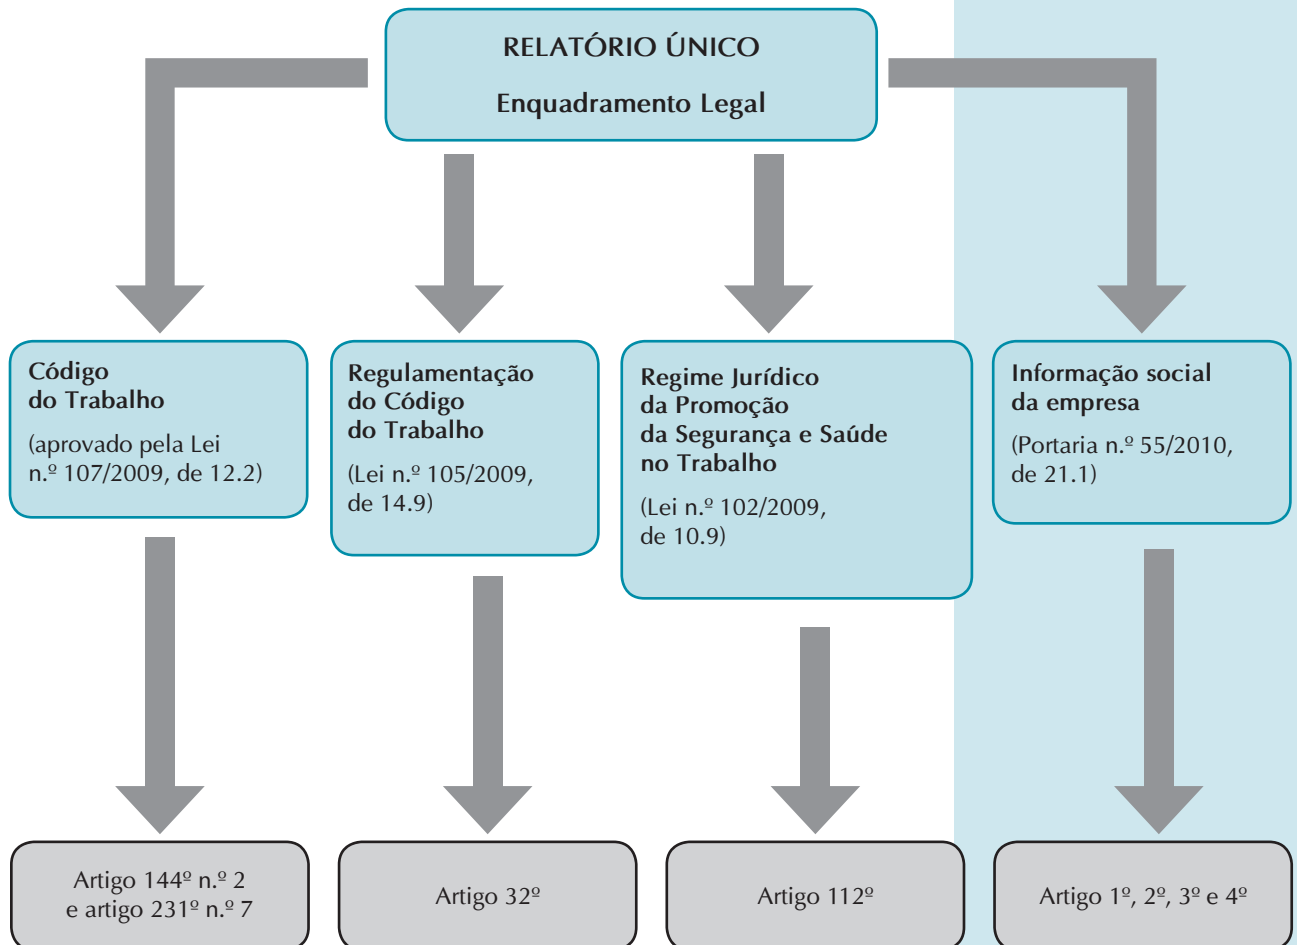 RELATÓRIO ÚNICO
Enquadramento Legal
Código
do Trabalho
(aprovado pela Lei
n.º 107/2009, de 12.2)
Regulamentação
do Código
do Trabalho
(Lei n.º 105/2009,
de 14.9)
Regime Jurídico
da Promoção
da Segurança e Saúde
no Trabalho
(Lei n.º 102/2009,
de 10.9)
Informação social
da empresa
(Portaria n.º 55/2010,
de 21.1)
Artigo 144º n.º 2
e artigo 231º n.º 7
Artigo 32º
Artigo 112º
Artigo 1º, 2º, 3º e 4º